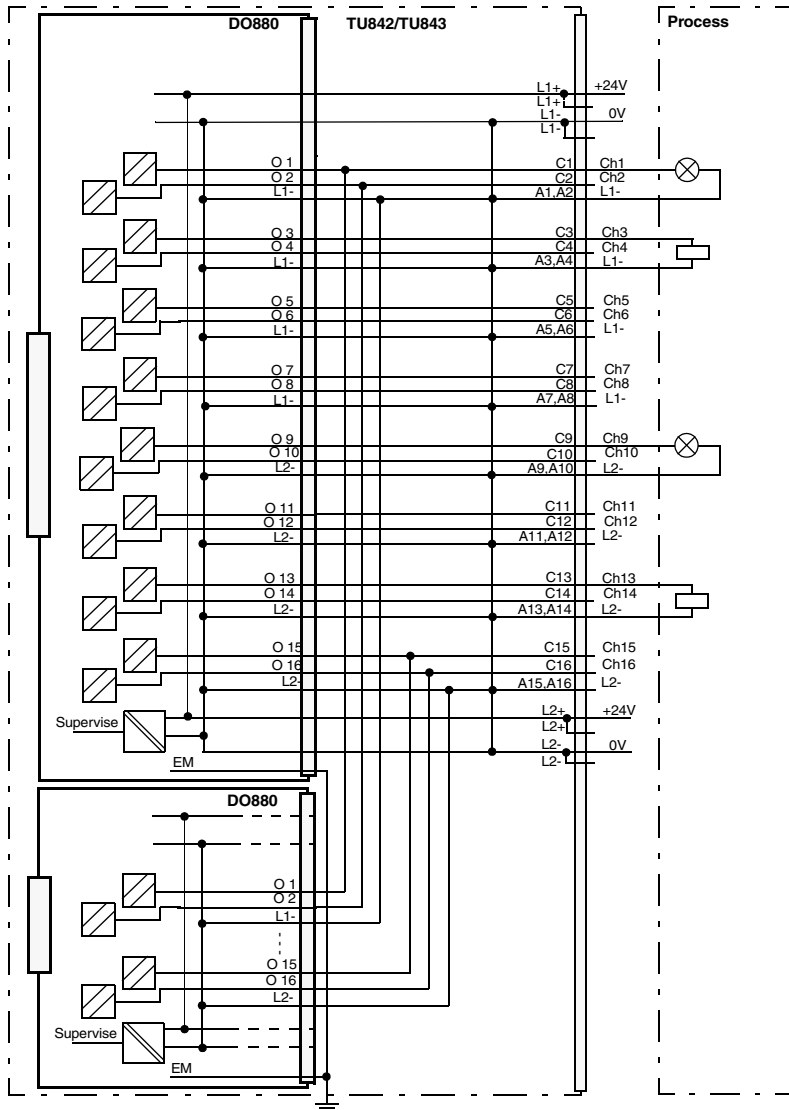 DO880 TU842/TU843 Process
L1+ +24V
L1+
L1- 0V
L1-
O 1 C1 Ch1
O 2 C2 Ch2
L1- A1,A2 L1-
O 3 C3 Ch3
O 4 C4 Ch4
L1- A3,A4 L1-
O 5 C5 Ch5
O 6 C6 Ch6
L1- A5,A6 L1-
O 7 C7 Ch7
O 8 C8 Ch8
L1- A7,A8 L1-
O 9 C9 Ch9
O 10 C10 Ch10
L2- A9,A10 L2-
O 11 C11 Ch11
O 12 C12 Ch12
L2- A11,A12 L2-
O 13 C13 Ch13
O 14 C14 Ch14
L2- A13,A14 L2-
O 15 C15 Ch15
O 16 C16 Ch16
L2- A15,A16 L2-
Supervise L2+ +24V
L2+
L2- 0V
EM L2-
DO880
O 1
O 2
L1-
O 15
O 16
L2-
Supervise
EM